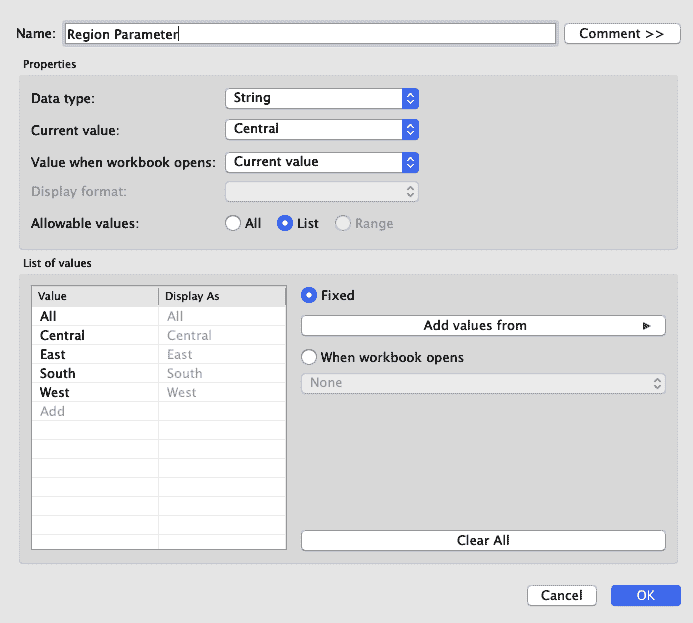 Name: Region Parameter Comment >>
Properties
Data type: String
Current value: Central
Value when workbook opens: Current value
Display format:
Allowable values: All List Range
List of values
Value Display As
All All
Central Central
East East
South South
West West
Add
Fixed
Add values from
When workbook opens
None
Clear All
Cancel OK